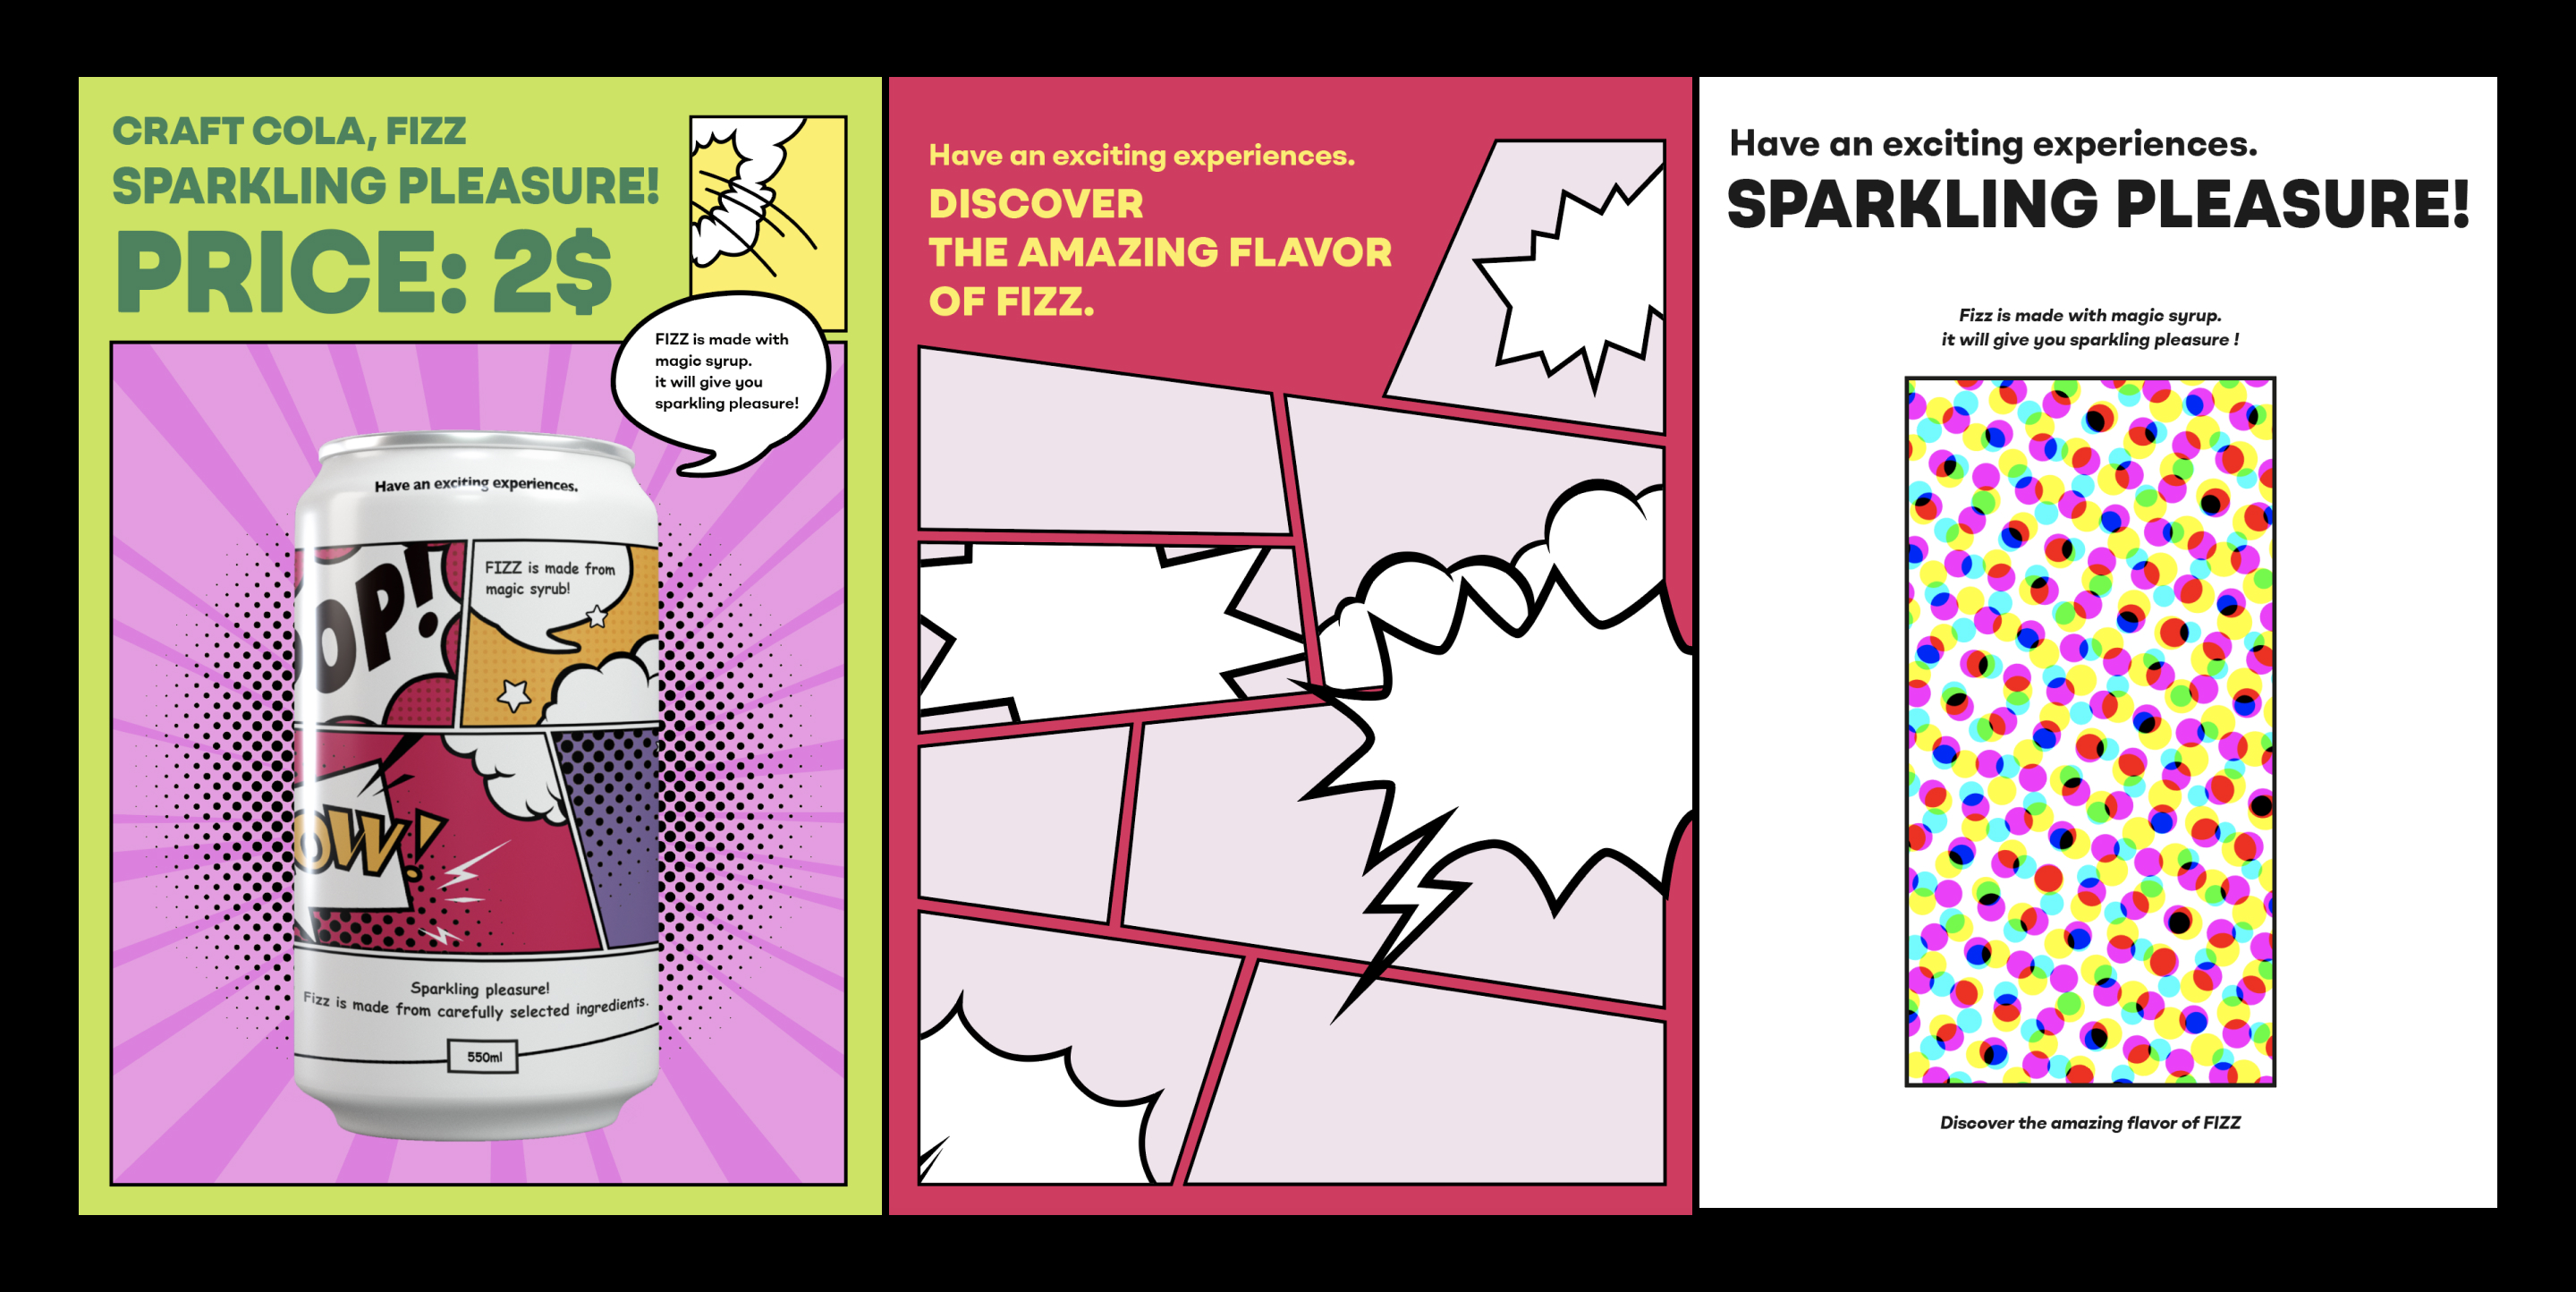 CRAFT COLA, FIZZ
SPARKLING PLEASURE!
PRICE: 2$
FIZZ is made with
magic syrup.
it will give you
sparkling pleasure!
Have an exciting experiences.
OP!
FIZZ is made from
magic syrub!
OW!
Sparkling pleasure!
Fizz is made from carefully selected ingredients.
550ml
Have an exciting experiences.
DISCOVER
THE AMAZING FLAVOR
OF FIZZ.
Have an exciting experiences.
SPARKLING PLEASURE!
Fizz is made with magic syrup.
it will give you sparkling pleasure !
Discover the amazing flavor of FIZZ